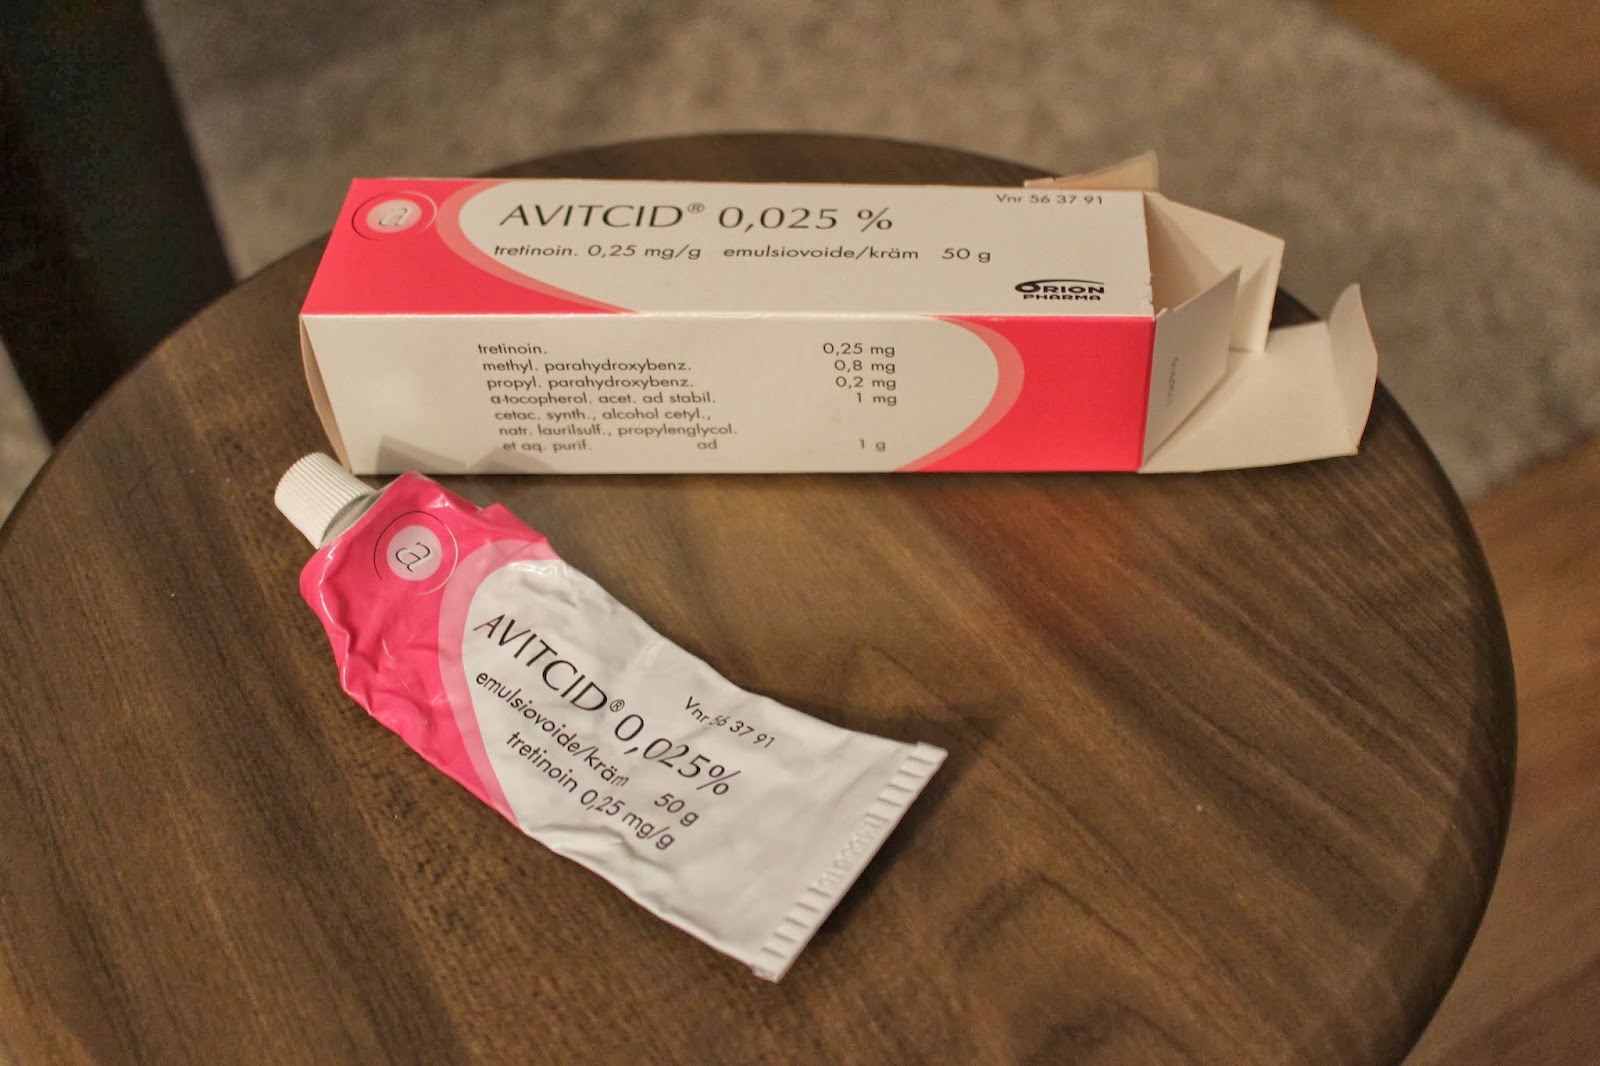 a
AVITCID® 0,025 %
Vnr 56 37 91
tretinoin. 0,25 mg/g emulsiovoide/kräm 50 g
ORION
PHARMA
tretinoin. 0,25 mg
methyl. parahydroxybenz. 0,8 mg
propyl. parahydroxybenz. 0,2 mg
α-tocopherol. acet. ad stabil. 1 mg
cetac. synth., alcohol cetyl.,
natr. laurilsulf., propylenglycol.
et aq. purif. ad 1 g
a
Vnr 56 37 91
AVITCID® 0,025%
emulsiovoide/kräm 50 g
tretinoin 0,25 mg/g